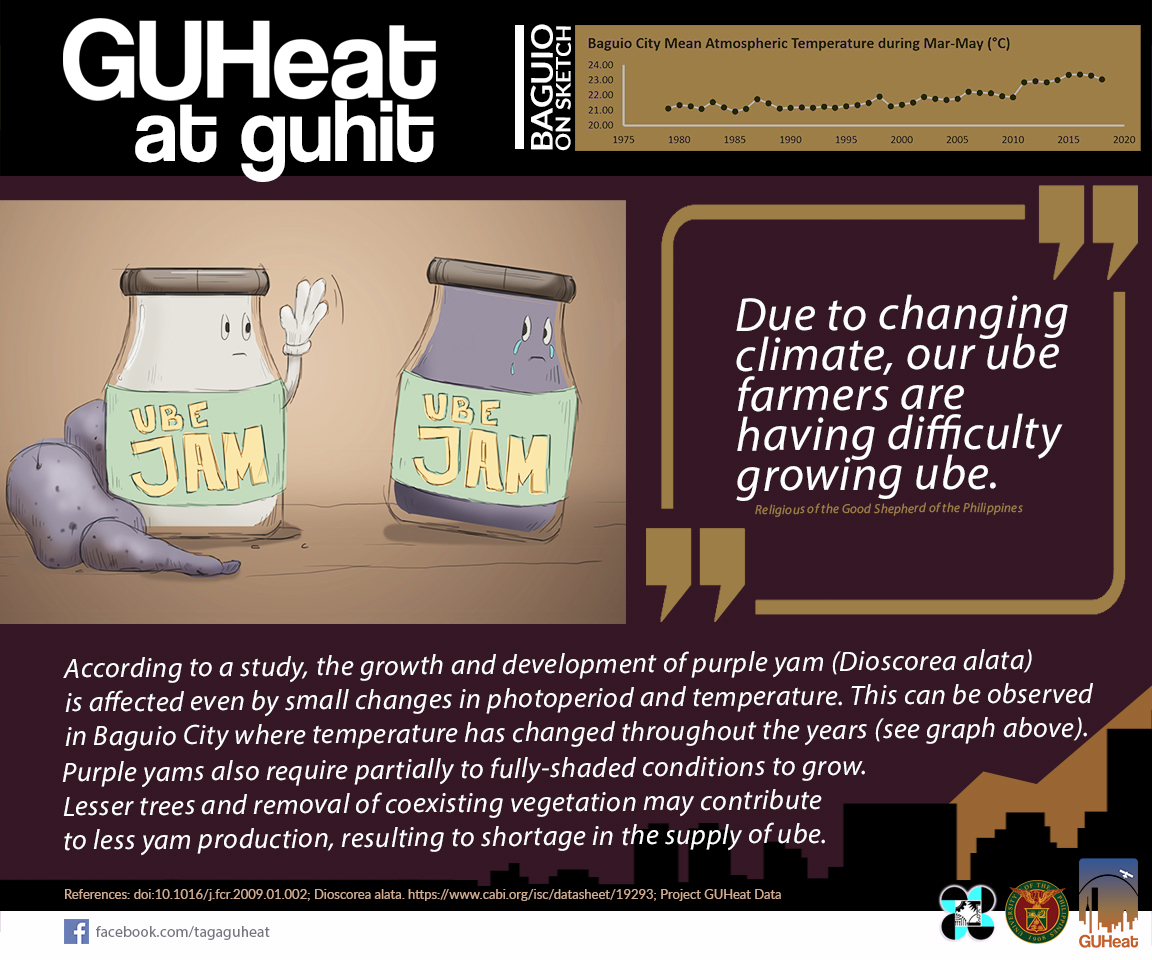 GUHeat
at guhit
BAGUIO
ON SKETCH
Baguio City Mean Atmospheric Temperature during Mar-May (°C)
24.00
23.00
22.00
21.00
20.00
1975 1980 1985 1990 1995 2000 2005 2010 2015 2020
UBE
JAM
UBE
JAM
Due to changing
climate, our ube
farmers are
having difficulty
growing ube.
Religious of the Good Shepherd of the Philippines
According to a study, the growth and development of purple yam (Dioscorea alata)
is affected even by small changes in photoperiod and temperature. This can be observed
in Baguio City where temperature has changed throughout the years (see graph above).
Purple yams also require partially to fully-shaded conditions to grow.
Lesser trees and removal of coexisting vegetation may contribute
to less yam production, resulting to shortage in the supply of ube.
References: doi:10.1016/j.fcr.2009.01.002; Dioscorea alata. https://www.cabi.org/isc/datasheet/19293; Project GUHeat Data
facebook.com/tagaguheat
UNIVERSITY OF THE PHILIPPINES
1908
GUHeat